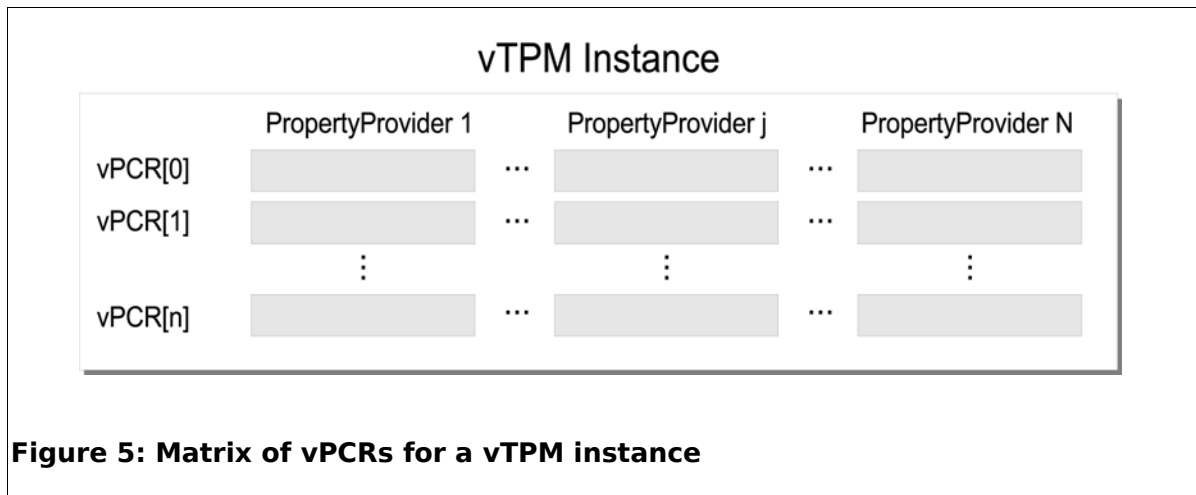 vTPM Instance
PropertyProvider 1 PropertyProvider j PropertyProvider N
vPCR[0] ... ...
vPCR[1] ... ...
⋮ ⋮ ⋮
vPCR[n] ... ...
Figure 5: Matrix of vPCRs for a vTPM instance